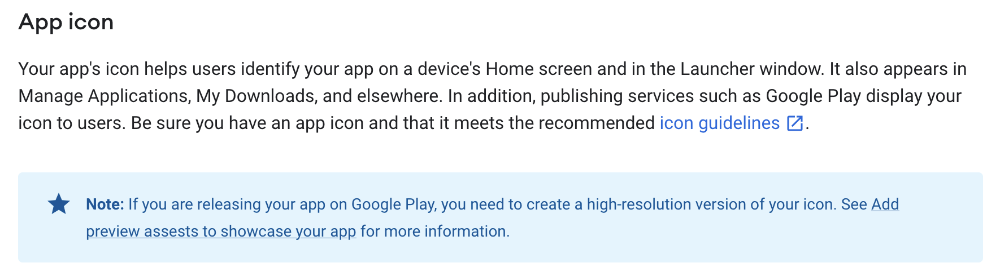 App icon
Your app's icon helps users identify your app on a device's Home screen and in the Launcher window. It also appears in
Manage Applications, My Downloads, and elsewhere. In addition, publishing services such as Google Play display your
icon to users. Be sure you have an app icon and that it meets the recommended icon guidelines.
Note: If you are releasing your app on Google Play, you need to create a high-resolution version of your icon. See Add
preview assests to showcase your app for more information.